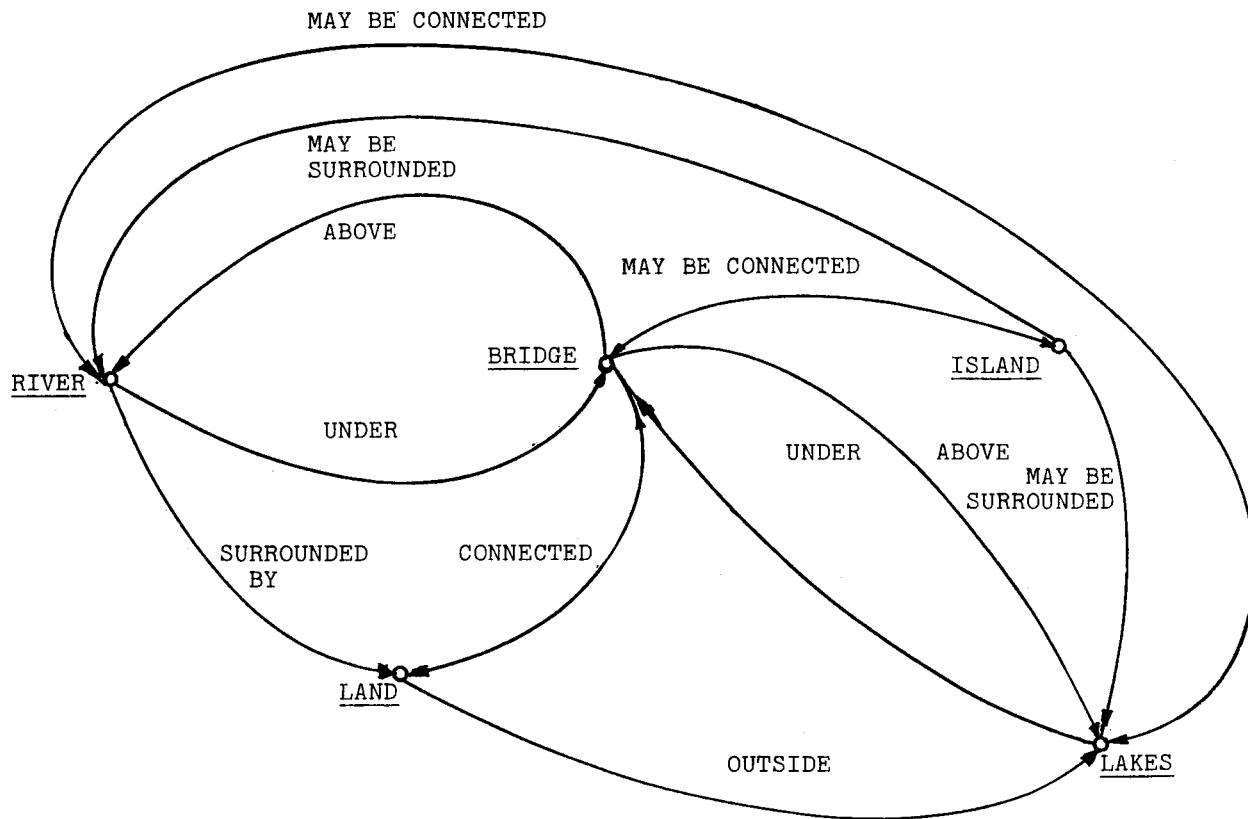 MAY BE CONNECTED
MAY BE
SURROUNDED
ABOVE
MAY BE CONNECTED
BRIDGE
ISLAND
RIVER
UNDER
UNDER
ABOVE
MAY BE
SURROUNDED
SURROUNDED
BY
CONNECTED
LAND
OUTSIDE
LAKES